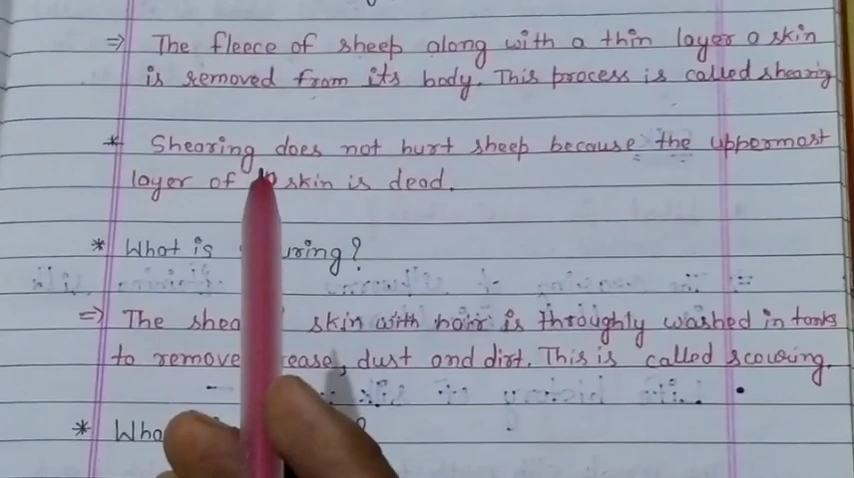 ⇒ The fleece of sheep along with a thin layer o skin
is removed from its body. This process is called shearing
* Shearing does not hurt sheep because the uppermost
layer of skin is dead.
* What is uring?
⇒ The shea skin with hair is throughly washed in tanks
to remove ease, dust and dirt. This is called scouring.
* Wha ?